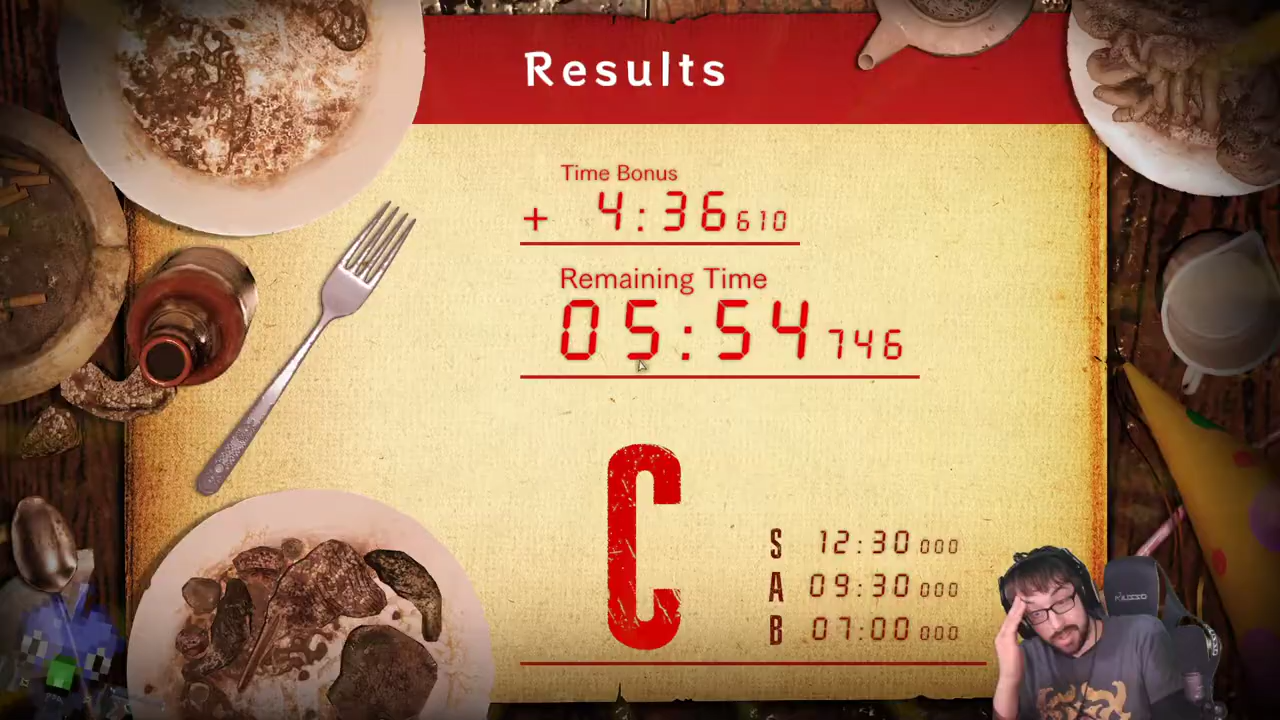 Results
Time Bonus
+ 4:36 610
Remaining Time
05:54 746
C
S 12:30 000
A 09:30 000
B 07:00 000